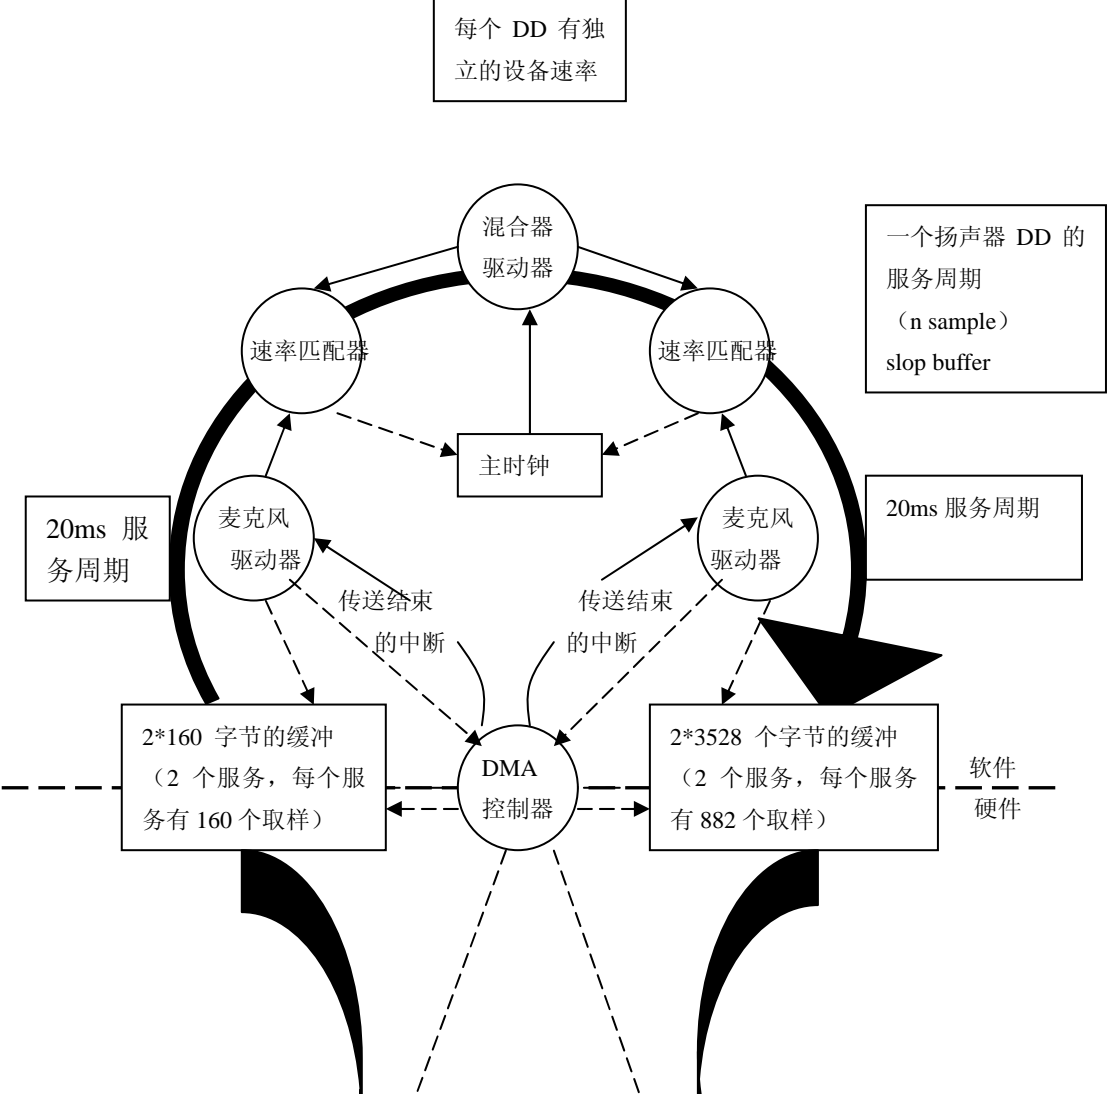 每个 DD 有独
立的设备速率
混合器
驱动器
一个扬声器 DD 的
服务周期
（n sample）
slop buffer
速率匹配器
速率匹配器
主时钟
20ms 服
务周期
麦克风
驱动器
麦克风
驱动器
20ms 服务周期
传送结束
的中断
传送结束
的中断
2*160 字节的缓冲
（2 个服务，每个服
务有 160 个取样）
DMA
控制器
2*3528 个字节的缓冲
（2 个服务，每个服务
有 882 个取样）
软件
硬件